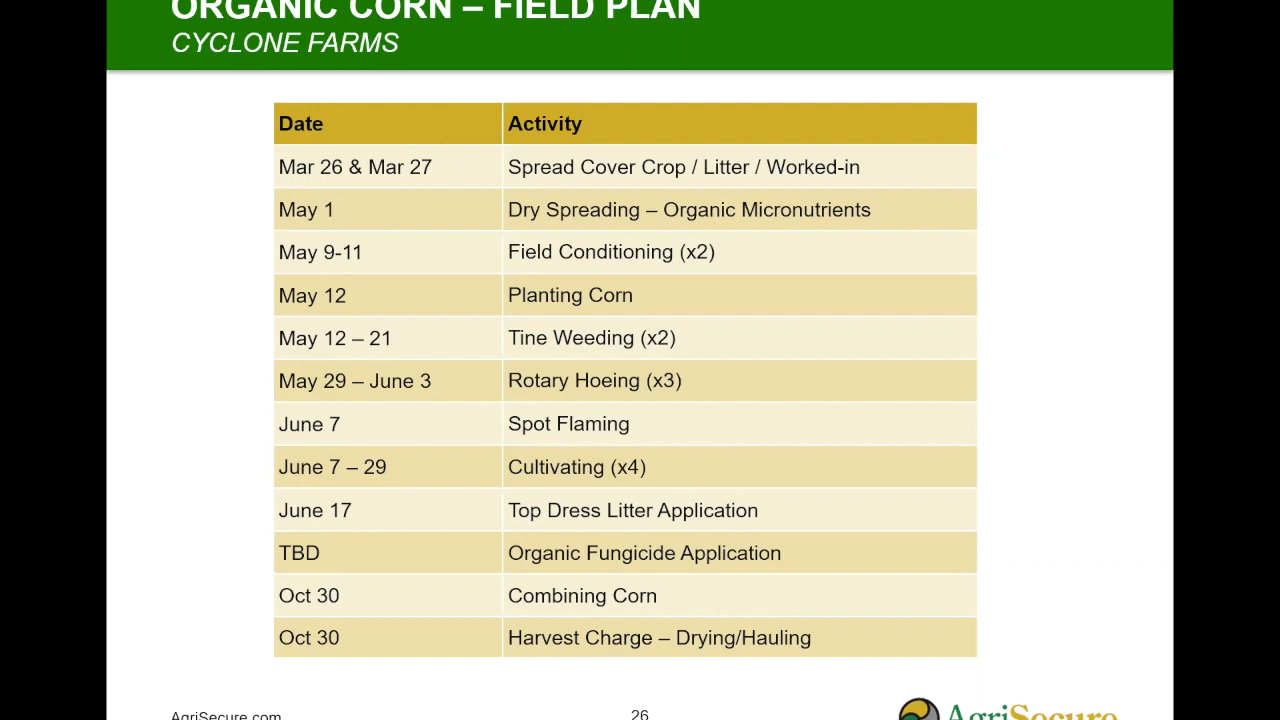 ORGANIC CORN – FIELD PLAN
CYCLONE FARMS
Date Activity
Mar 26 & Mar 27 Spread Cover Crop / Litter / Worked-in
May 1 Dry Spreading – Organic Micronutrients
May 9-11 Field Conditioning (x2)
May 12 Planting Corn
May 12 – 21 Tine Weeding (x2)
May 29 – June 3 Rotary Hoeing (x3)
June 7 Spot Flaming
June 7 – 29 Cultivating (x4)
June 17 Top Dress Litter Application
TBD Organic Fungicide Application
Oct 30 Combining Corn
Oct 30 Harvest Charge – Drying/Hauling
AgriSecure.com 26 AgriSecure